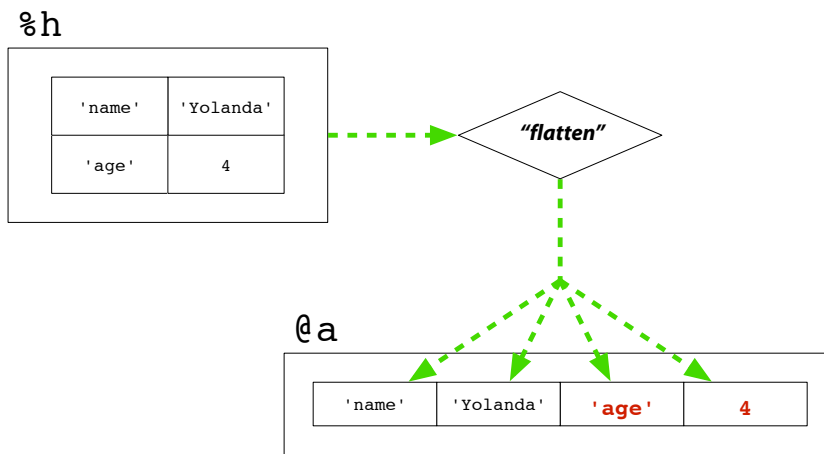 %h
'name' 'Yolanda'
'age' 4
“flatten”
@a
'name' 'Yolanda' 'age' 4